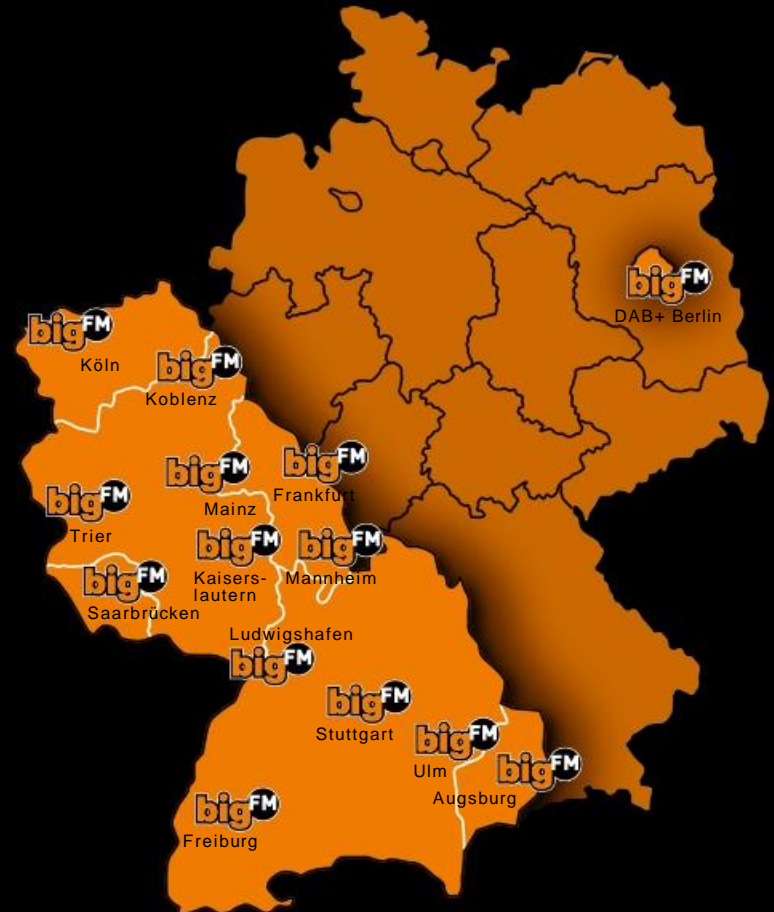 bigFM
DAB+ Berlin
bigFM
Köln
bigFM
Koblenz
bigFM
Frankfurt
bigFM
Mainz
bigFM
Trier
bigFM
Kaisers-
lautern
bigFM
Mannheim
bigFM
Saarbrücken
Ludwigshafen
bigFM
bigFM
Stuttgart
bigFM
Ulm
bigFM
Augsburg
bigFM
Freiburg